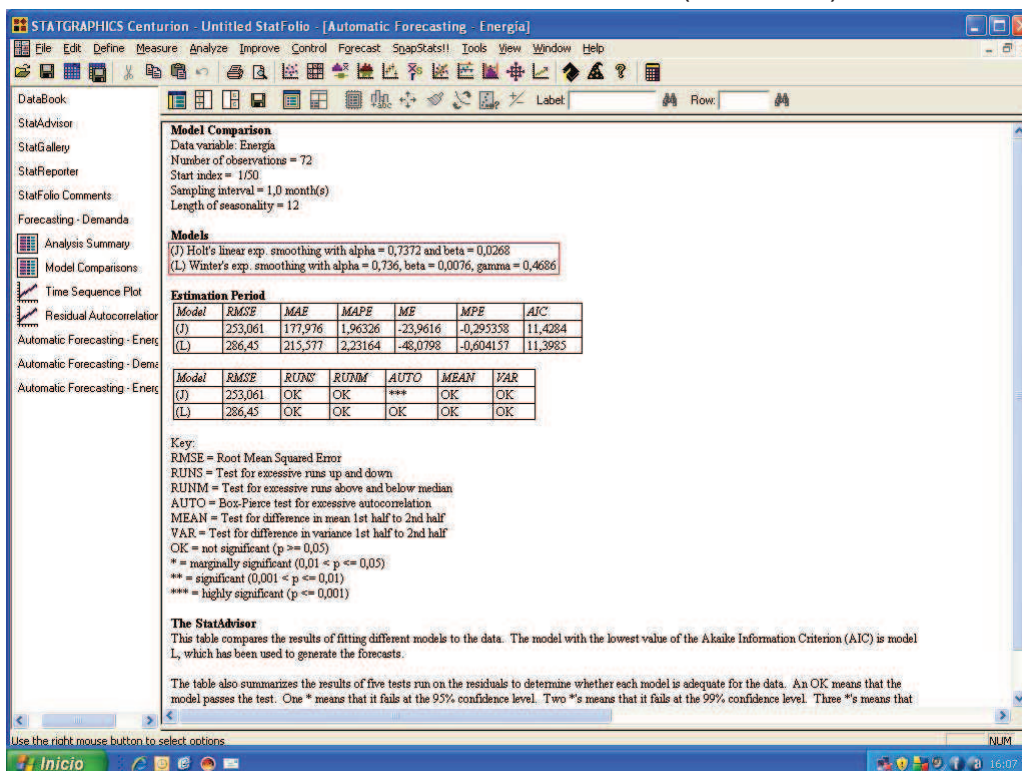 STATGRAPHICS Centurion - Untitled StatFolio - [Automatic Forecasting - Energía]
File Edit Define Measure Analyze Improve Control Forecast SnapStats!! Tools View Window Help
Label: Row:
DataBook
StatAdvisor
StatGallery
StatReporter
StatFolio Comments
Forecasting - Demanda
Analysis Summary
Model Comparisons
Time Sequence Plot
Residual Autocorrelation
Automatic Forecasting - Energ
Automatic Forecasting - Dema
Automatic Forecasting - Energ
Model Comparison
Data variable: Energía
Number of observations = 72
Start index = 1/50
Sampling interval = 1,0 month(s)
Length of seasonality = 12
Models
(J) Holt's linear exp. smoothing with alpha = 0,7372 and beta = 0,0268
(L) Winter's exp. smoothing with alpha = 0,736, beta = 0,0076, gamma = 0,4686
Estimation Period
Model RMSE MAE MAPE ME MPE AIC
(J) 253,061 177,976 1,96326 -23,9616 -0,295358 11,4284
(L) 286,45 215,577 2,23164 -48,0798 -0,604157 11,3985
Model RMSE RUNS RUNM AUTO MEAN VAR
(J) 253,061 OK OK *** OK OK
(L) 286,45 OK OK OK OK OK
Key:
RMSE = Root Mean Squared Error
RUNS = Test for excessive runs up and down
RUNM = Test for excessive runs above and below median
AUTO = Box-Pierce test for excessive autocorrelation
MEAN = Test for difference in mean 1st half to 2nd half
VAR = Test for difference in variance 1st half to 2nd half
OK = not significant (p >= 0,05)
* = marginally significant (0,01 < p <= 0,05)
** = significant (0,001 < p <= 0,01)
*** = highly significant (p <= 0,001)
The StatAdvisor
This table compares the results of fitting different models to the data. The model with the lowest value of the Akaike Information Criterion (AIC) is model
L, which has been used to generate the forecasts.
The table also summarizes the results of five tests run on the residuals to determine whether each model is adequate for the data. An OK means that the
model passes the test. One * means that it fails at the 95% confidence level. Two *'s means that it fails at the 99% confidence level. Three *'s means that
Use the right mouse button to select options
NUM
Inicio
16:07